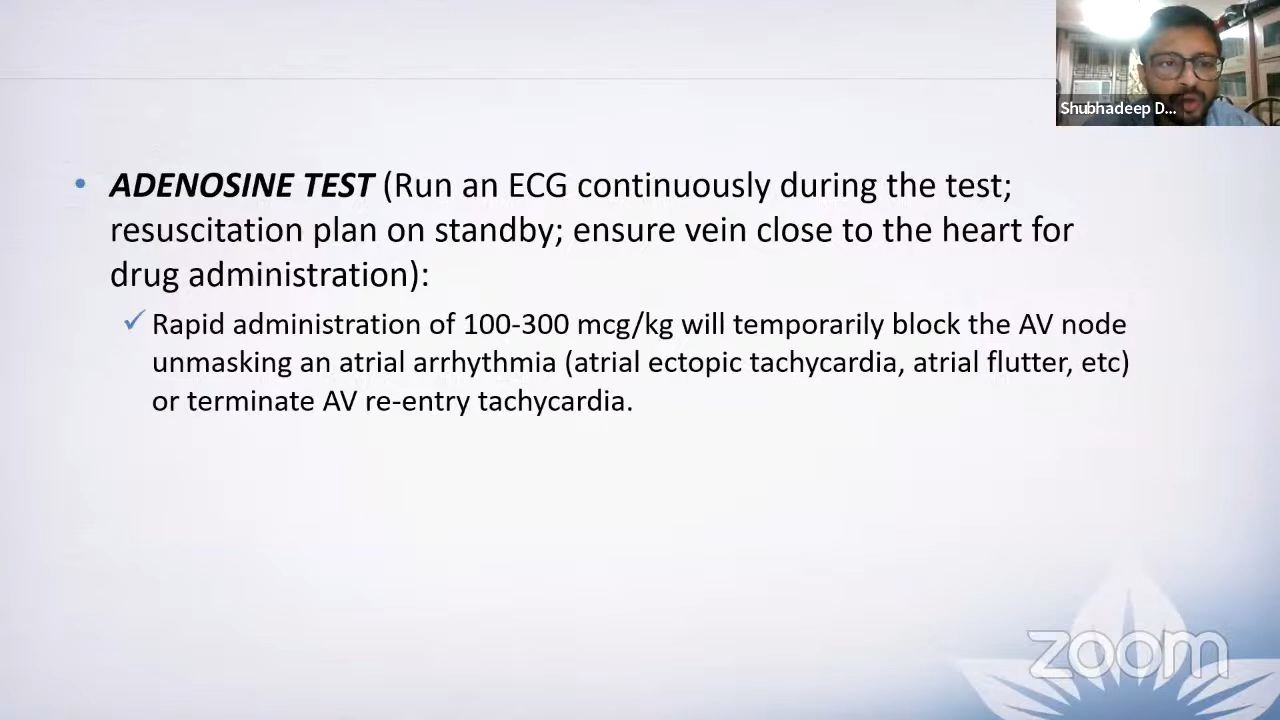 Shubhadeep D...
• ADENOSINE TEST (Run an ECG continuously during the test;
resuscitation plan on standby; ensure vein close to the heart for
drug administration):
✓ Rapid administration of 100-300 mcg/kg will temporarily block the AV node
unmasking an atrial arrhythmia (atrial ectopic tachycardia, atrial flutter, etc)
or terminate AV re-entry tachycardia.
zoom